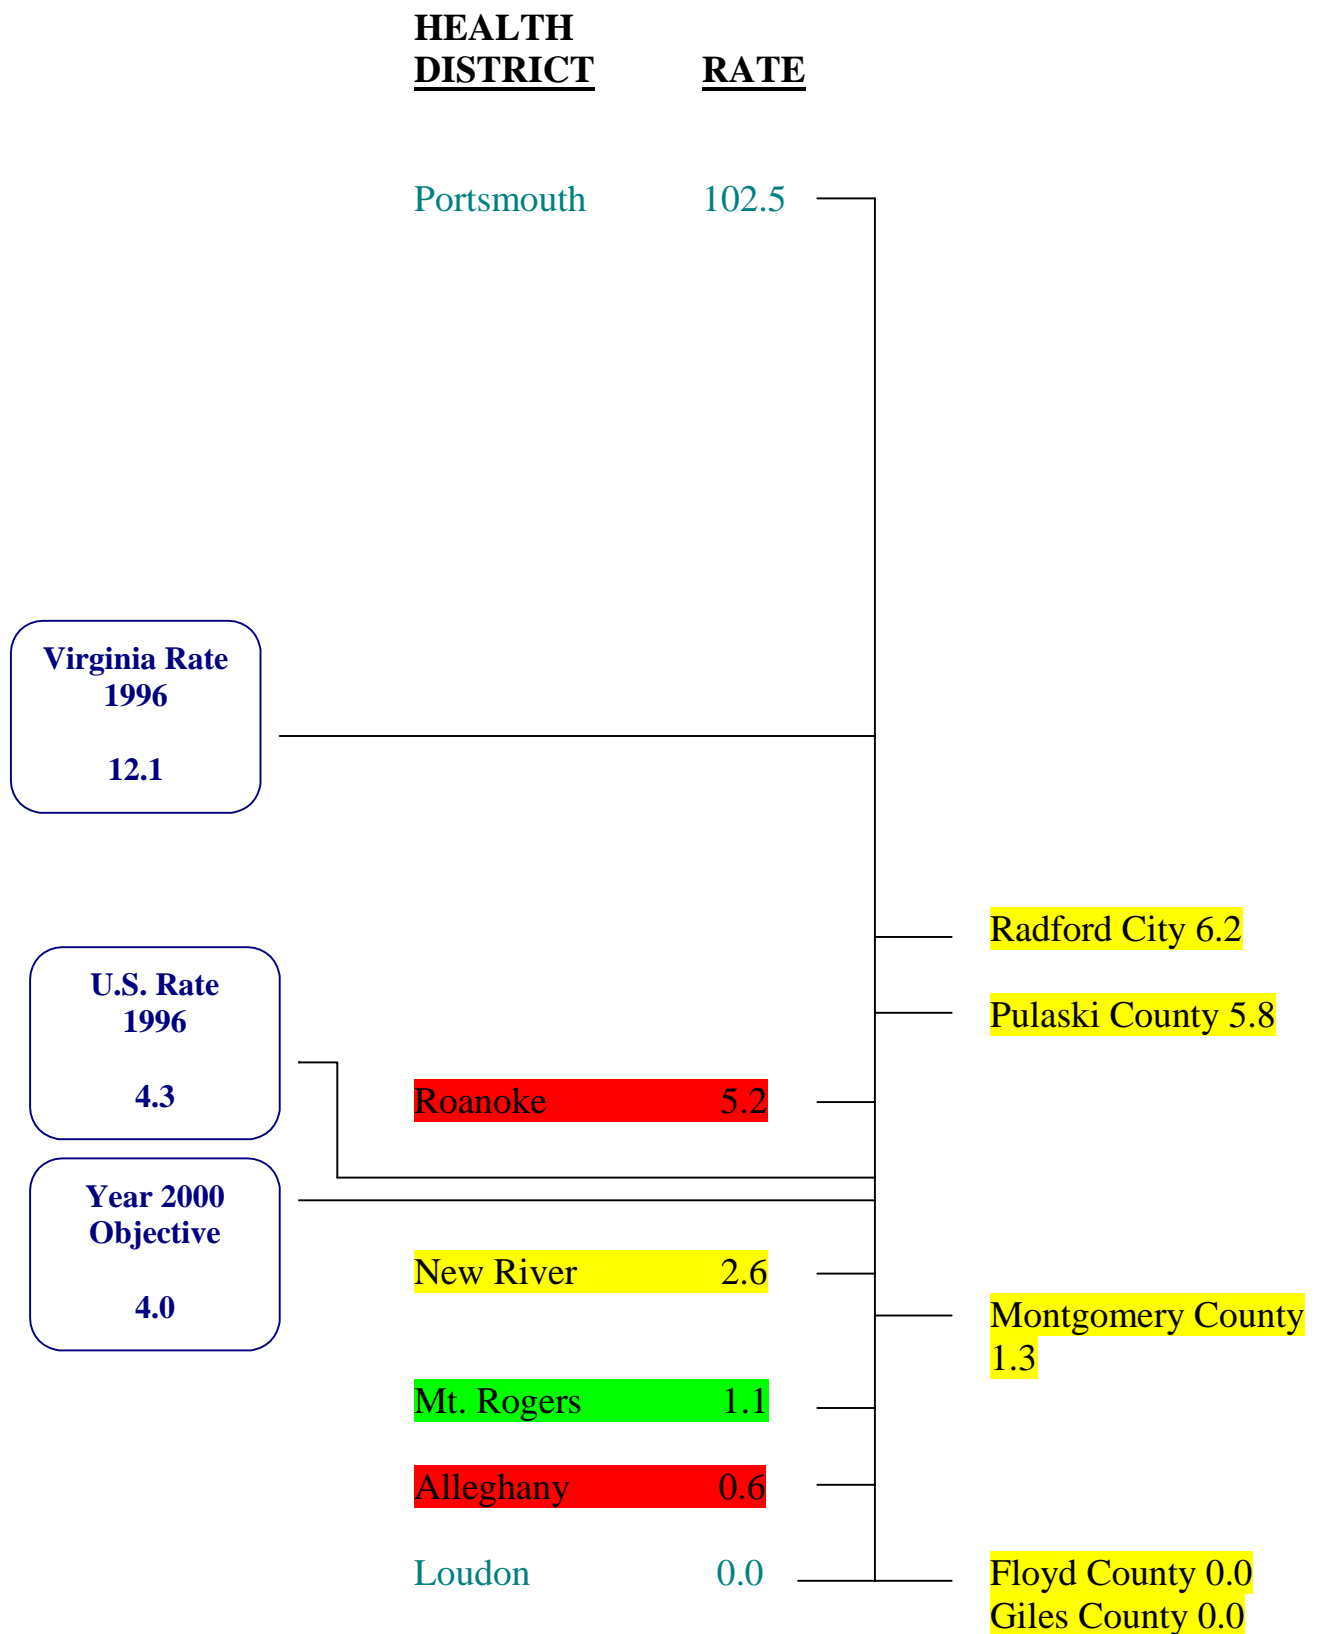 HEALTH
DISTRICT RATE
Portsmouth 102.5
Virginia Rate
1996
12.1
Radford City 6.2
U.S. Rate
1996
4.3
Pulaski County 5.8
Roanoke 5.2
Year 2000
Objective
4.0
New River 2.6
Montgomery County
1.3
Mt. Rogers 1.1
Alleghany 0.6
Loudon 0.0
Floyd County 0.0
Giles County 0.0